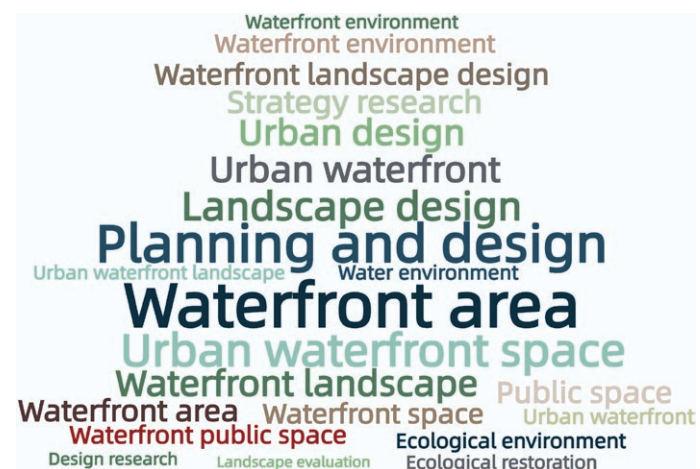 Waterfront environment
Waterfront environment
Waterfront landscape design
Strategy research
Urban design
Urban waterfront
Landscape design
Planning and design
Urban waterfront landscape Water environment
Waterfront area
Urban waterfront space
Waterfront landscape
Public space
Waterfront area Waterfront space Urban waterfront
Waterfront public space
Ecological environment
Design research Landscape evaluation Ecological restoration